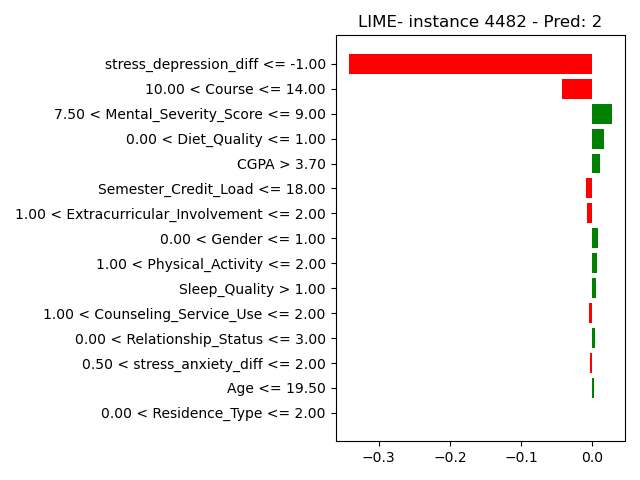 LIME- instance 4482 - Pred: 2
stress_depression_diff <= -1.00
10.00 < Course <= 14.00
7.50 < Mental_Severity_Score <= 9.00
0.00 < Diet_Quality <= 1.00
CGPA > 3.70
Semester_Credit_Load <= 18.00
1.00 < Extracurricular_Involvement <= 2.00
0.00 < Gender <= 1.00
1.00 < Physical_Activity <= 2.00
Sleep_Quality > 1.00
1.00 < Counseling_Service_Use <= 2.00
0.00 < Relationship_Status <= 3.00
0.50 < stress_anxiety_diff <= 2.00
Age <= 19.50
0.00 < Residence_Type <= 2.00
−0.3 −0.2 −0.1 0.0